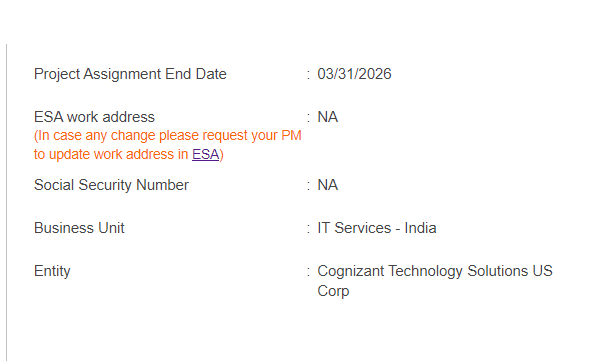 Project Assignment End Date : 03/31/2026
ESA work address : NA
(In case any change please request your PM
to update work address in ESA)
Social Security Number : NA
Business Unit : IT Services - India
Entity : Cognizant Technology Solutions US
Corp